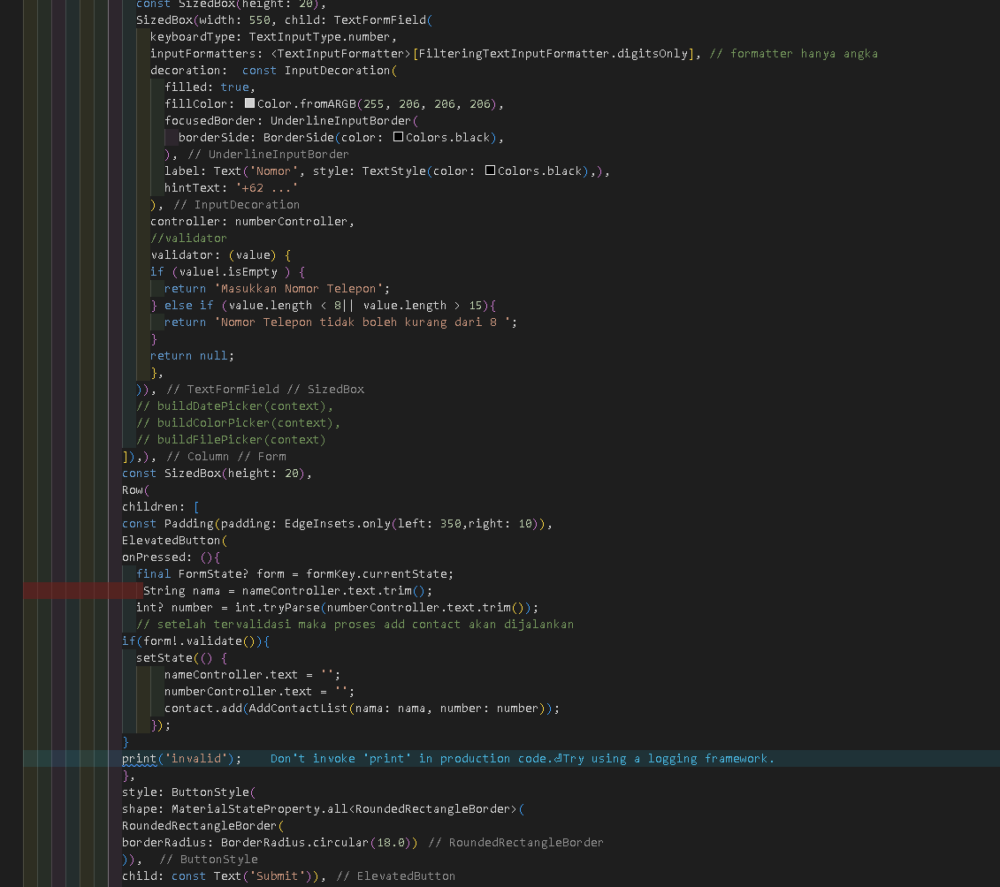 const SizedBox(height: 20),
SizedBox(width: 550, child: TextFormField(
keyboardType: TextInputType.number,
inputFormatters: <TextInputFormatter>[FilteringTextInputFormatter.digitsOnly], // formatter hanya angka
decoration:  const InputDecoration(
filled: true,
fillColor: Color.fromARGB(255, 206, 206, 206),
focusedBorder: UnderlineInputBorder(
borderSide: BorderSide(color: Colors.black),
), // UnderlineInputBorder
label: Text('Nomor', style: TextStyle(color: Colors.black),),
hintText: '+62 ...'
), // InputDecoration
controller: numberController,
//validator
validator: (value) {
if (value!.isEmpty ) {
return 'Masukkan Nomor Telepon';
} else if (value.length < 8|| value.length > 15){
return 'Nomor Telepon tidak boleh kurang dari 8 ';
}
return null;
},
)), // TextFormField // SizedBox
// buildDatePicker(context),
// buildColorPicker(context),
// buildFilePicker(context)
]),), // Column // Form
const SizedBox(height: 20),
Row(
children: [
const Padding(padding: EdgeInsets.only(left: 350,right: 10)),
ElevatedButton(
onPressed: (){
final FormState? form = formKey.currentState;
String nama = nameController.text.trim();
int? number = int.tryParse(numberController.text.trim());
// setelah tervalidasi maka proses add contact akan dijalankan
if(form!.validate()){
setState(() {
nameController.text = '';
numberController.text = '';
contact.add(AddContactList(nama: nama, number: number));
});
}
print('invalid');    Don't invoke 'print' in production code.⏎Try using a logging framework.
},
style: ButtonStyle(
shape: MaterialStateProperty.all<RoundedRectangleBorder>(
RoundedRectangleBorder(
borderRadius: BorderRadius.circular(18.0)) // RoundedRectangleBorder
)),  // ButtonStyle
child: const Text('Submit')), // ElevatedButton